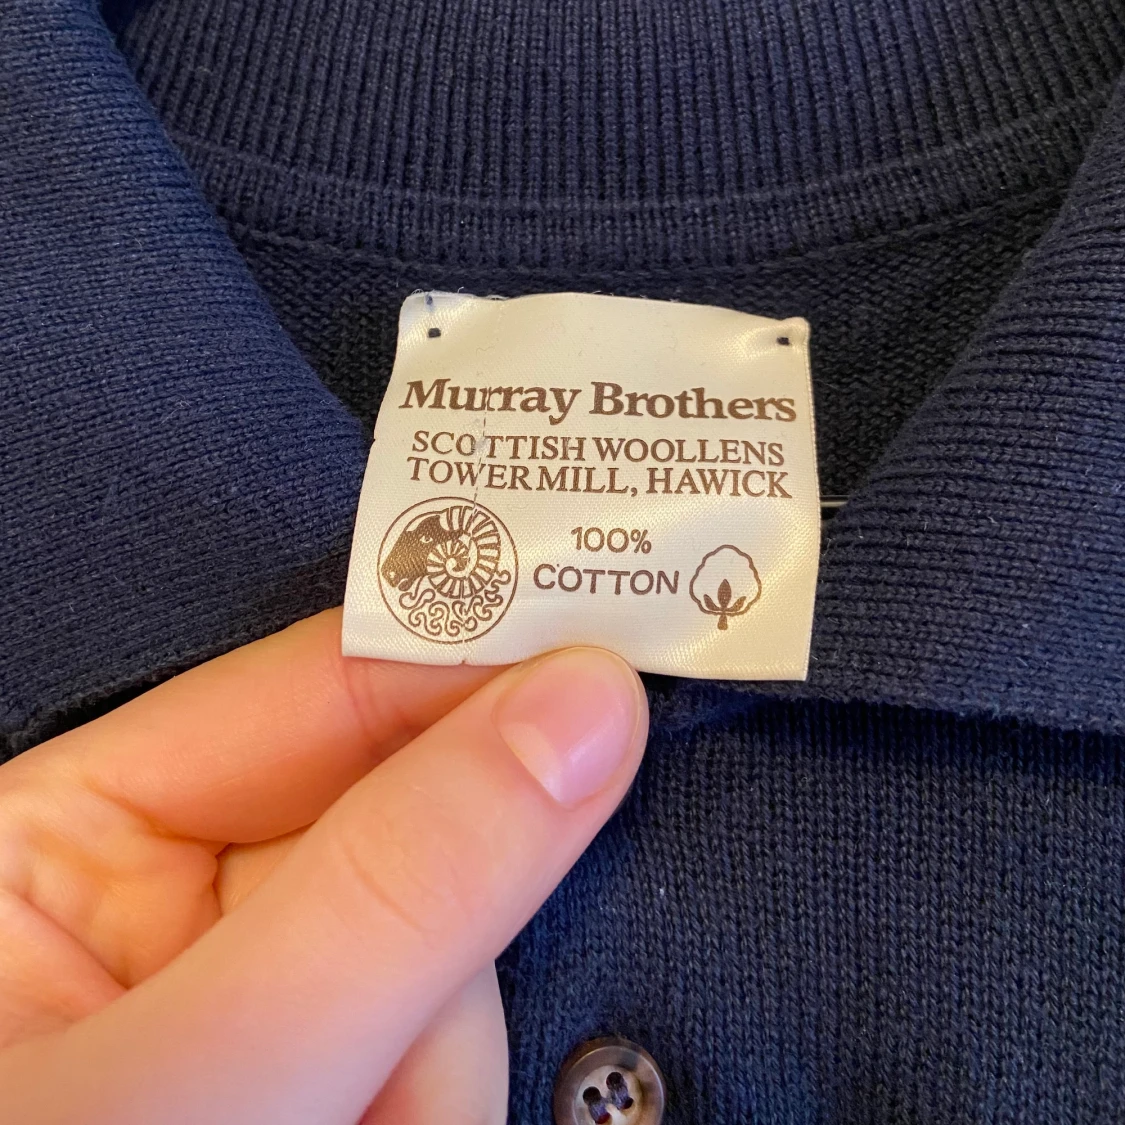 Murray Brothers
SCOTTISH WOOLLENS
TOWERMILL, HAWICK
100%
COTTON